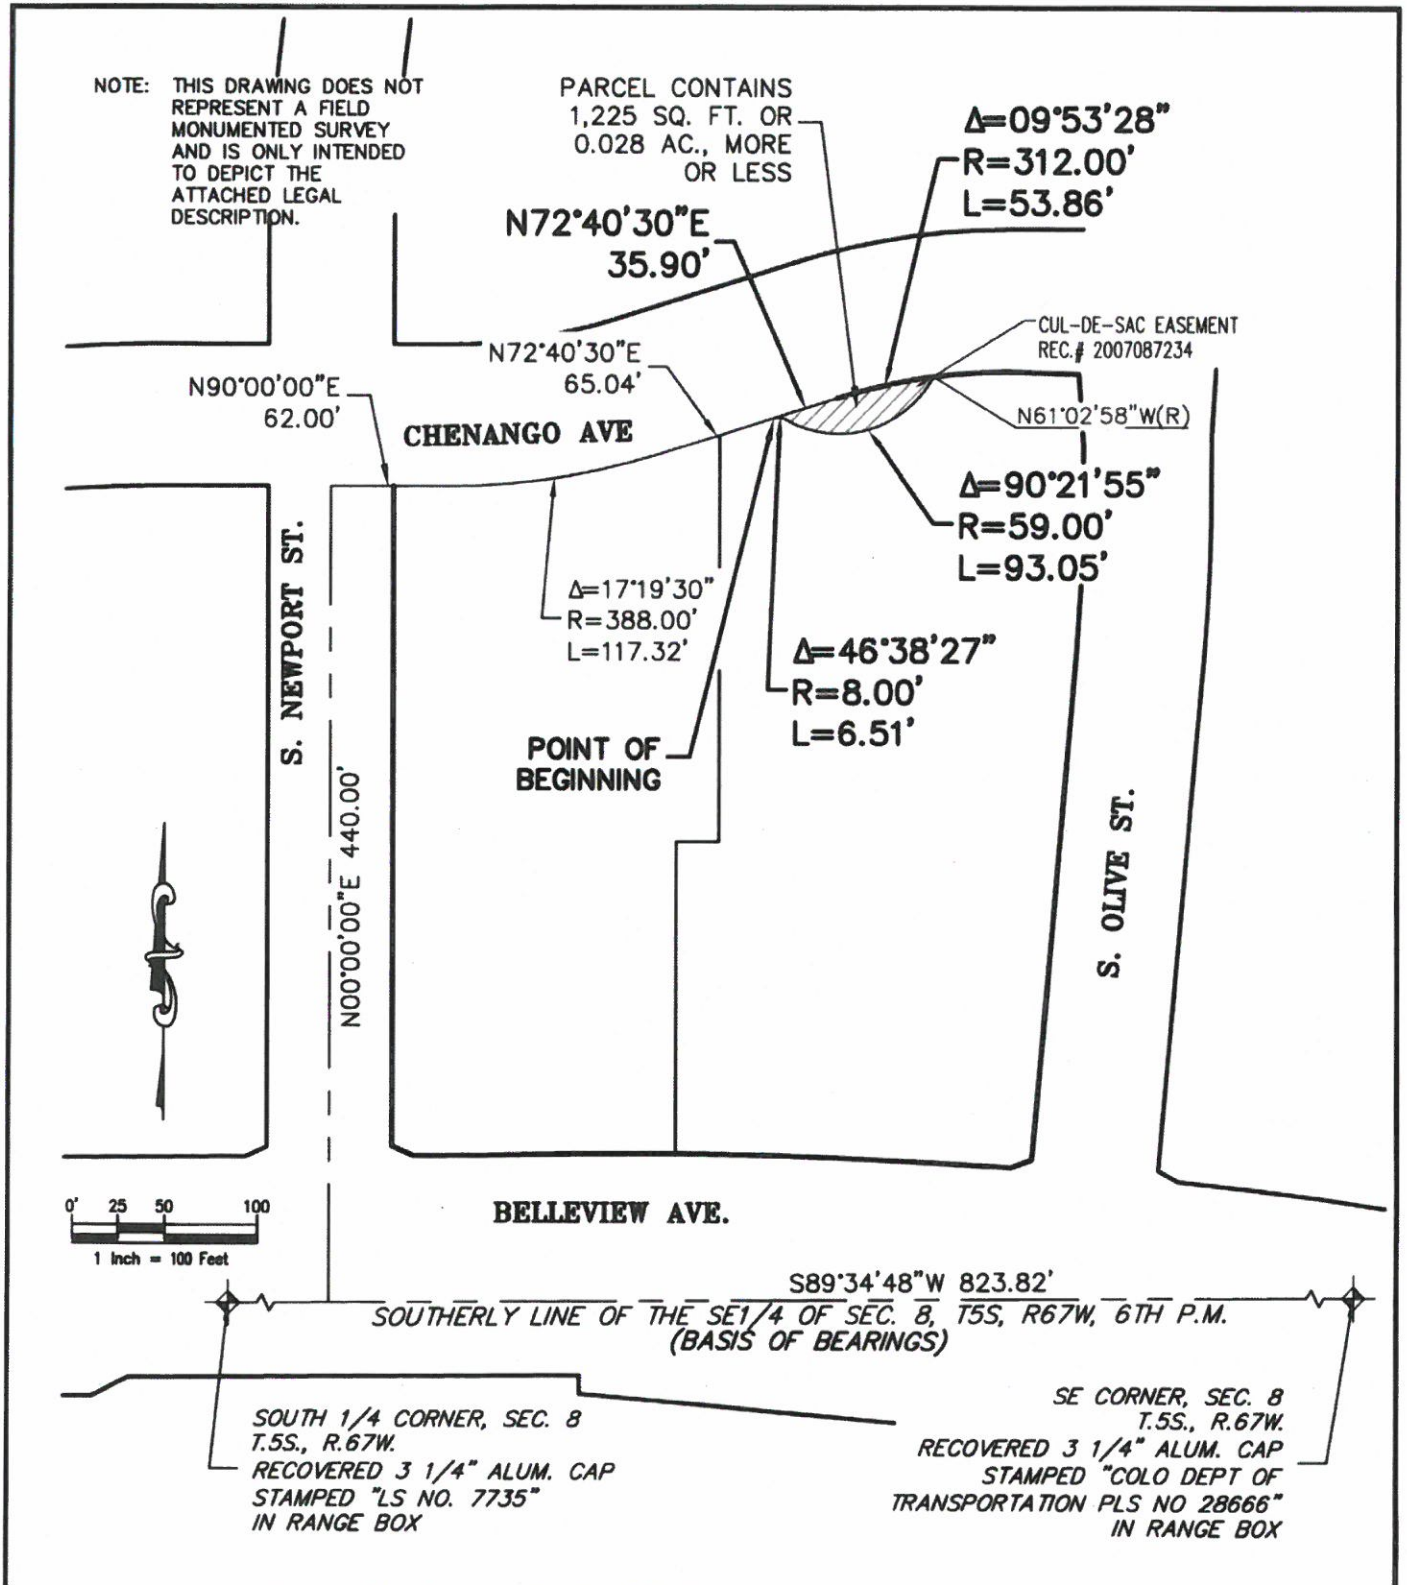 NOTE: THIS DRAWING DOES NOT
REPRESENT A FIELD
MONUMENTED SURVEY
AND IS ONLY INTENDED
TO DEPICT THE
ATTACHED LEGAL
DESCRIPTION.
PARCEL CONTAINS
1,225 SQ. FT. OR
0.028 AC., MORE
OR LESS
Δ=09°53'28"
R=312.00'
L=53.86'
N72°40'30"E
35.90'
CUL-DE-SAC EASEMENT
REC.# 2007087234
N72°40'30"E
65.04'
N90°00'00"E
62.00'
CHENANGO AVE
N61°02'58"W(R)
Δ=90°21'55"
R=59.00'
L=93.05'
S. NEWPORT ST.
Δ=17°19'30"
R=388.00'
L=117.32'
Δ=46°38'27"
R=8.00'
L=6.51'
POINT OF
BEGINNING
N00°00'00"E 440.00'
S. OLIVE ST.
0' 25 50 100
1 Inch = 100 Feet
BELLEVIEW AVE.
S89°34'48"W 823.82'
SOUTHERLY LINE OF THE SE1/4 OF SEC. 8, T5S, R67W, 6TH P.M.
(BASIS OF BEARINGS)
SOUTH 1/4 CORNER, SEC. 8
T.5S., R.67W.
RECOVERED 3 1/4" ALUM. CAP
STAMPED "LS NO. 7735"
IN RANGE BOX
SE CORNER, SEC. 8
T.5S., R.67W.
RECOVERED 3 1/4" ALUM. CAP
STAMPED "COLO DEPT OF
TRANSPORTATION PLS NO 28666"
IN RANGE BOX